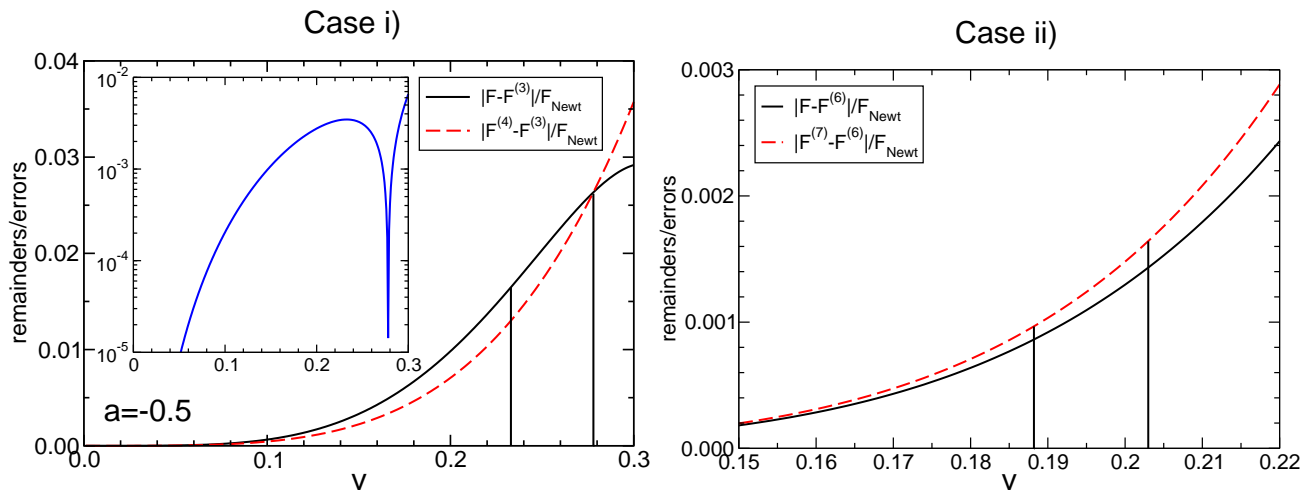 Case i)
remainders/errors
0.04
0.03
0.02
0.01
0.00
0.0
0.1
0.2
0.3
v
a=-0.5
10^-2
10^-3
10^-4
10^-5
0
0.1
0.2
0.3
|F-F^(3)|/F_Newt
|F^(4)-F^(3)|/F_Newt
Case ii)
remainders/errors
0.003
0.002
0.001
0.000
0.15
0.16
0.17
0.18
0.19
0.2
0.21
0.22
v
|F-F^(6)|/F_Newt
|F^(7)-F^(6)|/F_Newt